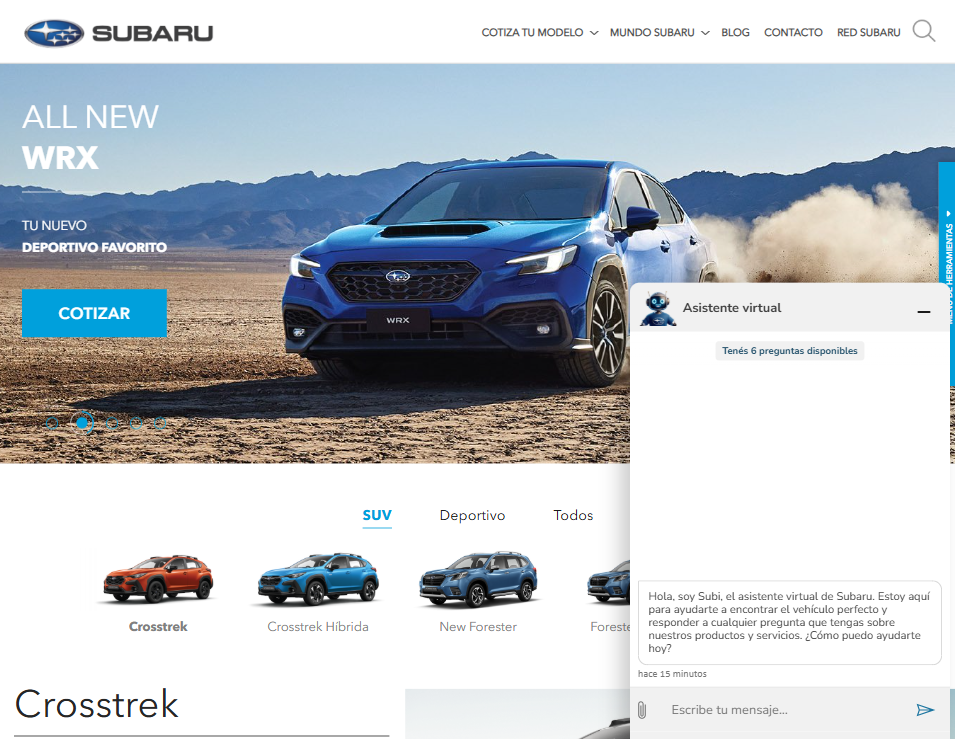 SUBARU
COTIZA TU MODELO
MUNDO SUBARU
BLOG
CONTACTO
RED SUBARU
ALL NEW
WRX
TU NUEVO
DEPORTIVO FAVORITO
COTIZAR
WRX
MENÚ DE HERRAMIENTAS
Asistente virtual
Tenés 6 preguntas disponibles
SUV
Deportivo
Todos
Crosstrek
Crosstrek Híbrida
New Forester
Foreste
Hola, soy Subi, el asistente virtual de Subaru. Estoy aquí
para ayudarte a encontrar el vehículo perfecto y
responder a cualquier pregunta que tengas sobre
nuestros productos y servicios. ¿Cómo puedo ayudarte
hoy?
hace 15 minutos
Escribe tu mensaje...
Crosstrek